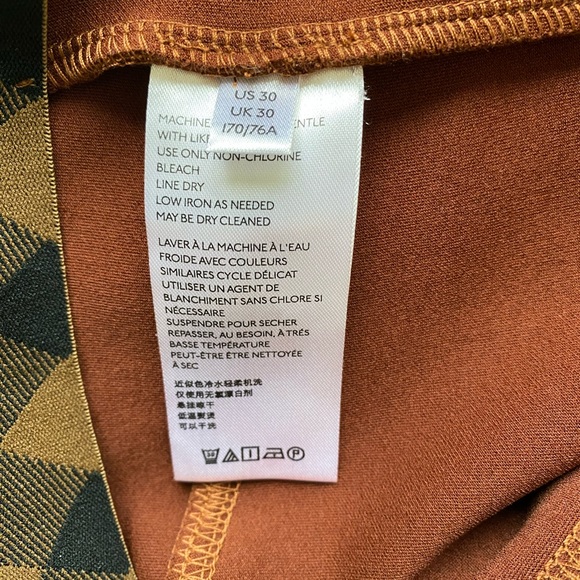 US 30
UK 30
170/76A
MACHINE
WITH
USE ONLY NON-CHLORINE
BLEACH
LINE DRY
LOW IRON AS NEEDED
MAY BE DRY CLEANED
LAVER À LA MACHINE À L'EAU
FROIDE AVEC COULEURS
SIMILAIRES CYCLE DÉLICAT
UTILISER UN AGENT DE
BLANCHIMENT SANS CHLORE SI
NÉCESSAIRE
SUSPENDRE POUR SECHER
REPASSER, AU BESOIN, À TRÉS
BASSE TEMPÉRATURE
PEUT-ÊTRE ÊTRE NETTOYÉE
À SEC
近似色冷水轻柔机洗
仅使用无氯漂白剂
悬挂晾干
低温熨烫
可以干洗